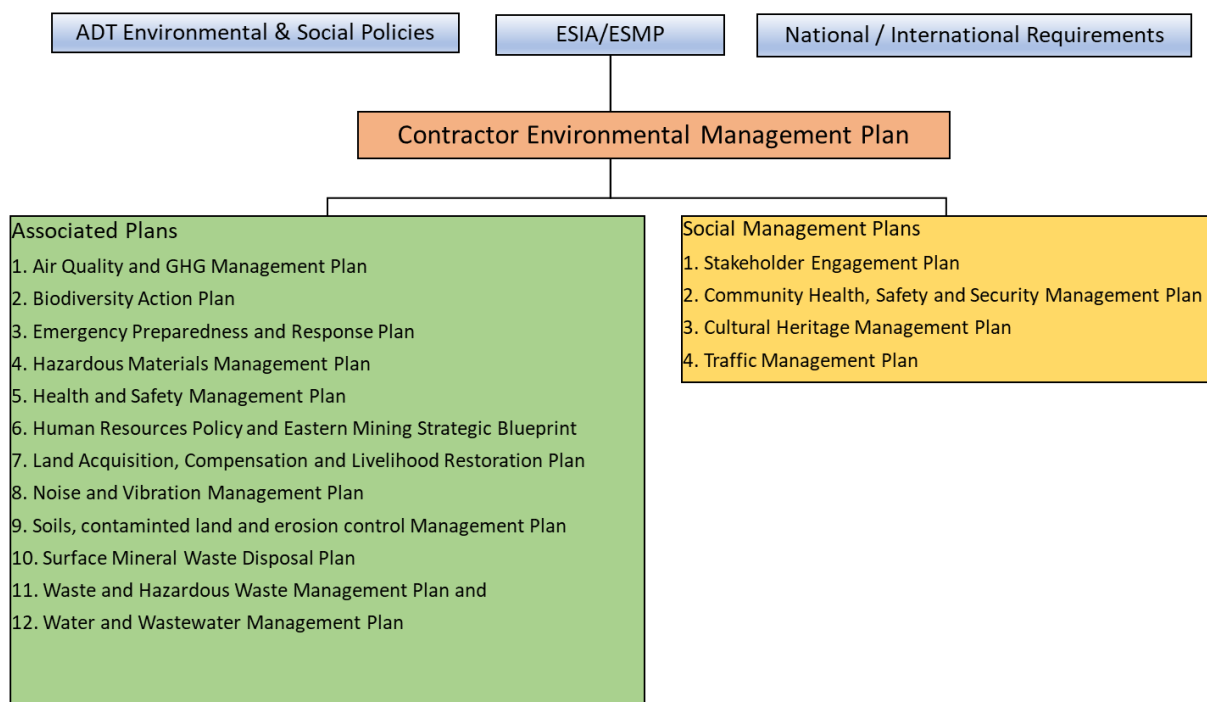 ADT Environmental & Social Policies
ESIA/ESMP
National / International Requirements
Contractor Environmental Management Plan
Associated Plans
1. Air Quality and GHG Management Plan
2. Biodiversity Action Plan
3. Emergency Preparedness and Response Plan
4. Hazardous Materials Management Plan
5. Health and Safety Management Plan
6. Human Resources Policy and Eastern Mining Strategic Blueprint
7. Land Acquisition, Compensation and Livelihood Restoration Plan
8. Noise and Vibration Management Plan
9. Soils, contaminted land and erosion control Management Plan
10. Surface Mineral Waste Disposal Plan
11. Waste and Hazardous Waste Management Plan and
12. Water and Wastewater Management Plan
Social Management Plans
1. Stakeholder Engagement Plan
2. Community Health, Safety and Security Management Plan
3. Cultural Heritage Management Plan
4. Traffic Management Plan